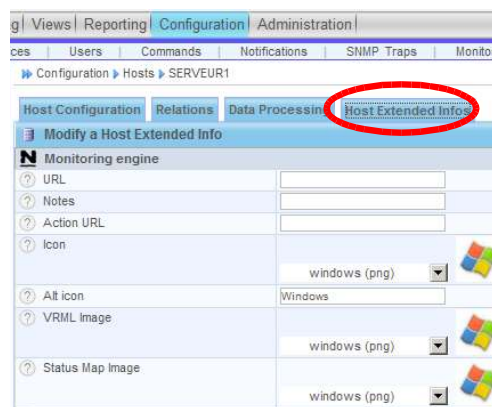 g Views Reporting Configuration Administration
ces | Users | Commands | Notifications | SNMP Traps | Monito
Configuration Hosts SERVEUR1
Host Configuration Relations Data Processing Host Extended Infos
Modify a Host Extended Info
N Monitoring engine
? URL
? Notes
? Action URL
? Icon
windows (png)
? Alt icon Windows
? VRML Image
windows (png)
? Status Map Image
windows (png)